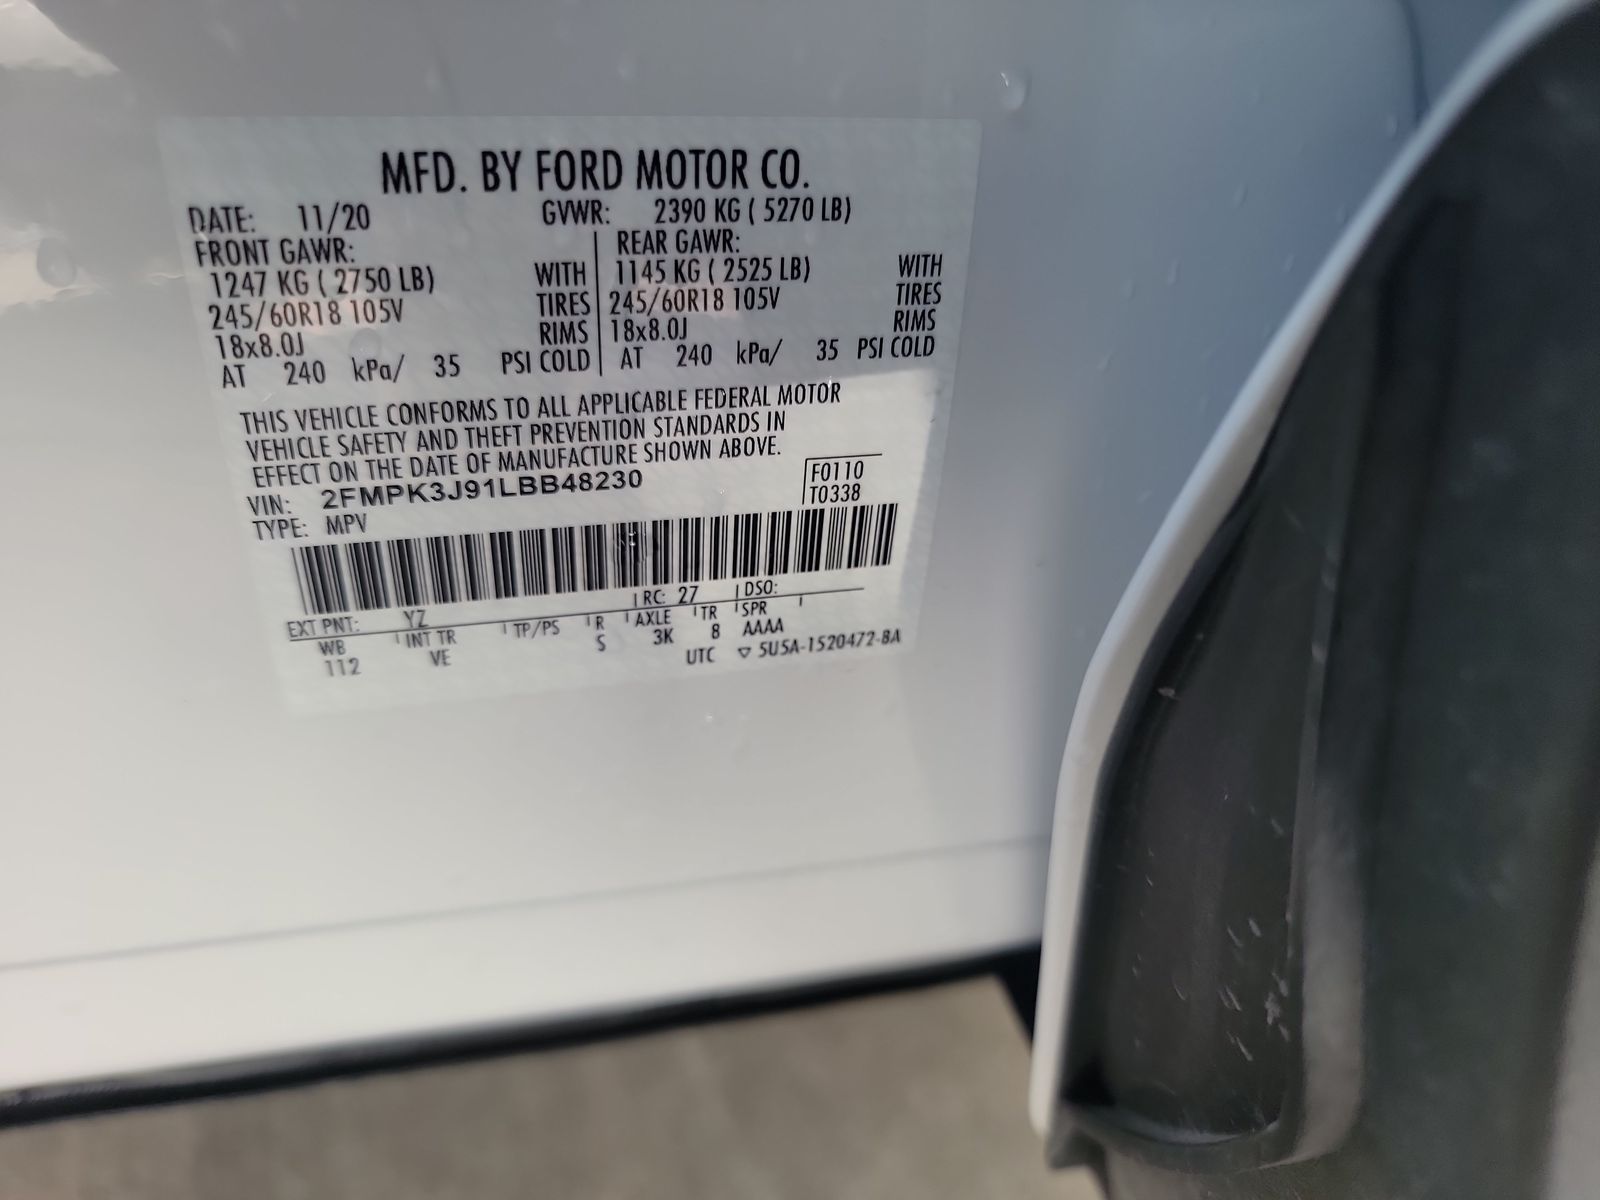 MFD. BY FORD MOTOR CO.
DATE: 11/20 GVWR: 2390 KG ( 5270 LB)
FRONT GAWR: REAR GAWR:
1247 KG ( 2750 LB) WITH 1145 KG ( 2525 LB) WITH
245/60R18 105V TIRES 245/60R18 105V TIRES
18x8.0J RIMS 18x8.0J RIMS
AT 240 kPa/ 35 PSI COLD AT 240 kPa/ 35 PSI COLD
THIS VEHICLE CONFORMS TO ALL APPLICABLE FEDERAL MOTOR
VEHICLE SAFETY AND THEFT PREVENTION STANDARDS IN
EFFECT ON THE DATE OF MANUFACTURE SHOWN ABOVE.
VIN: 2FMPK3J91LBB48230 F0110
TYPE: MPV T0338
EXT PNT: YZ RC: 27 DSO:
WB INT TR TP/PS R AXLE TR SPR
112 VE S 3K 8 AAAA
UTC ▽ 5U5A-1520472-8A